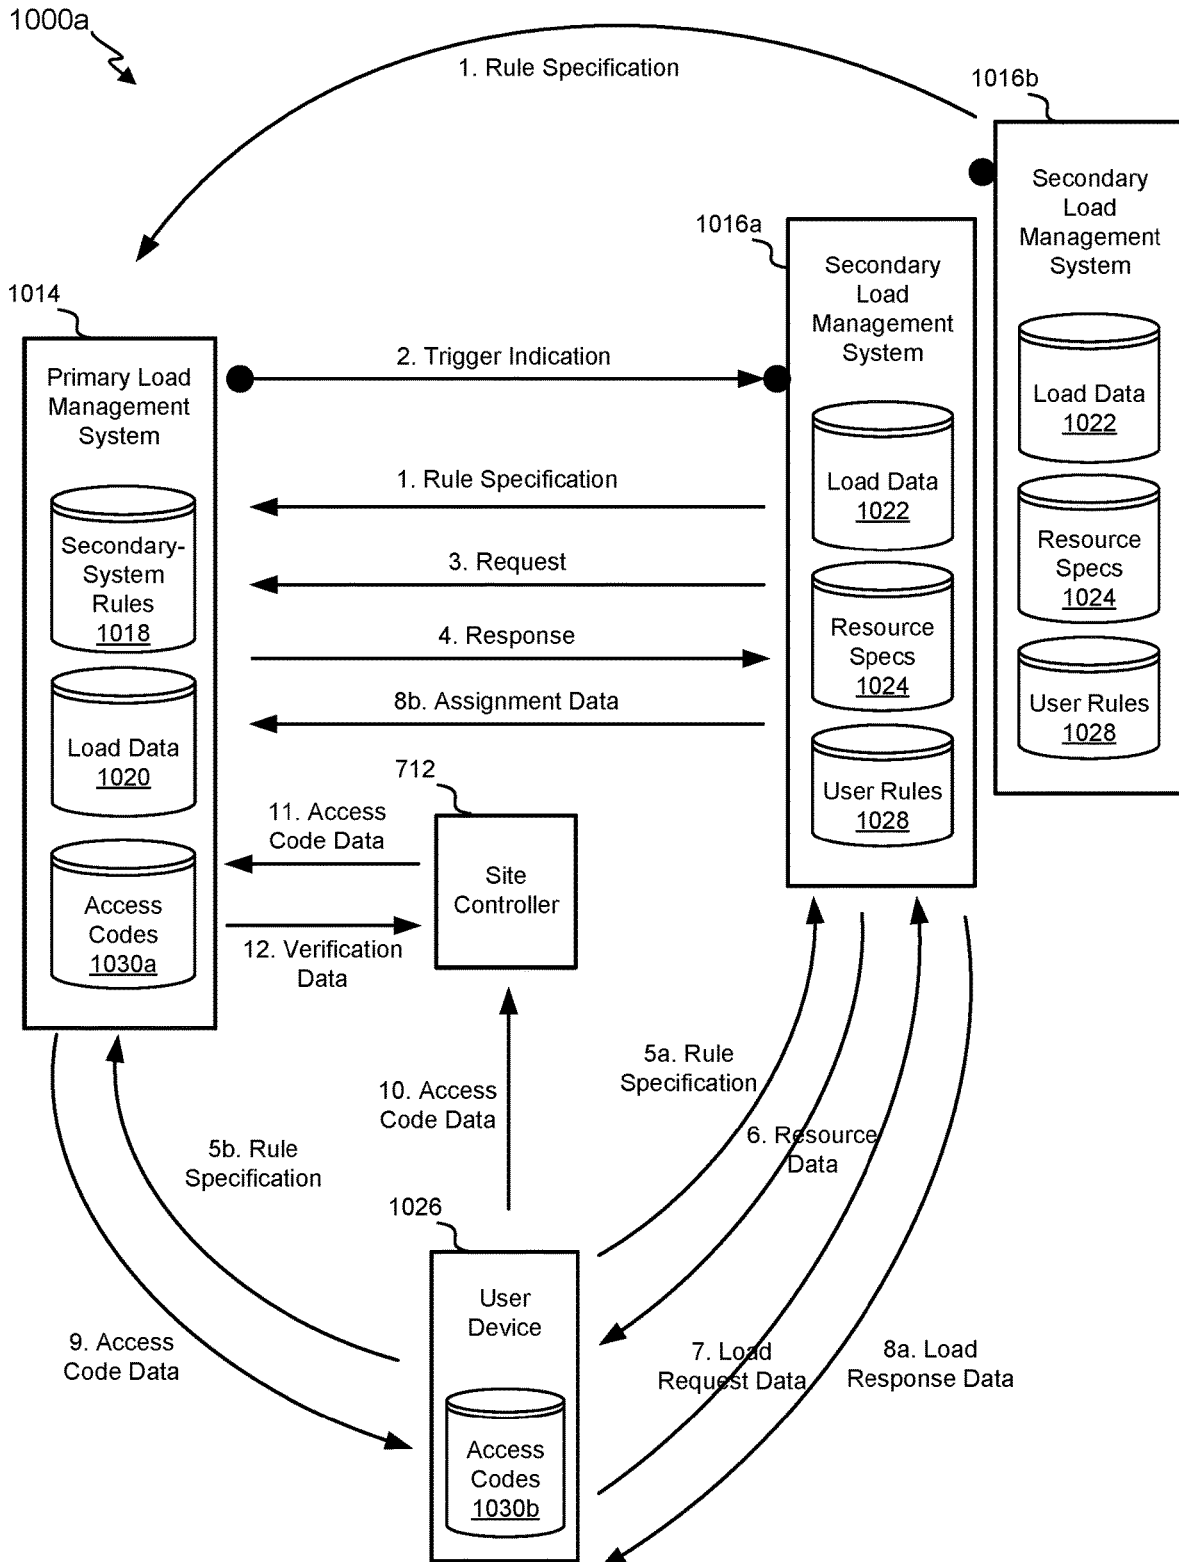 1000a
1. Rule Specification
1016b
Secondary
Load
Management
System
Load Data
1022
Resource
Specs
1024
User Rules
1028
1016a
Secondary
Load
Management
System
Load Data
1022
Resource
Specs
1024
User Rules
1028
1014
Primary Load
Management
System
Secondary-
System
Rules
1018
Load Data
1020
Access
Codes
1030a
2. Trigger Indication
1. Rule Specification
3. Request
4. Response
8b. Assignment Data
712
Site
Controller
11. Access
Code Data
12. Verification
Data
10. Access
Code Data
5a. Rule
Specification
6. Resource
Data
5b. Rule
Specification
1026
User
Device
Access
Codes
1030b
9. Access
Code Data
7. Load
Request Data
8a. Load
Response Data